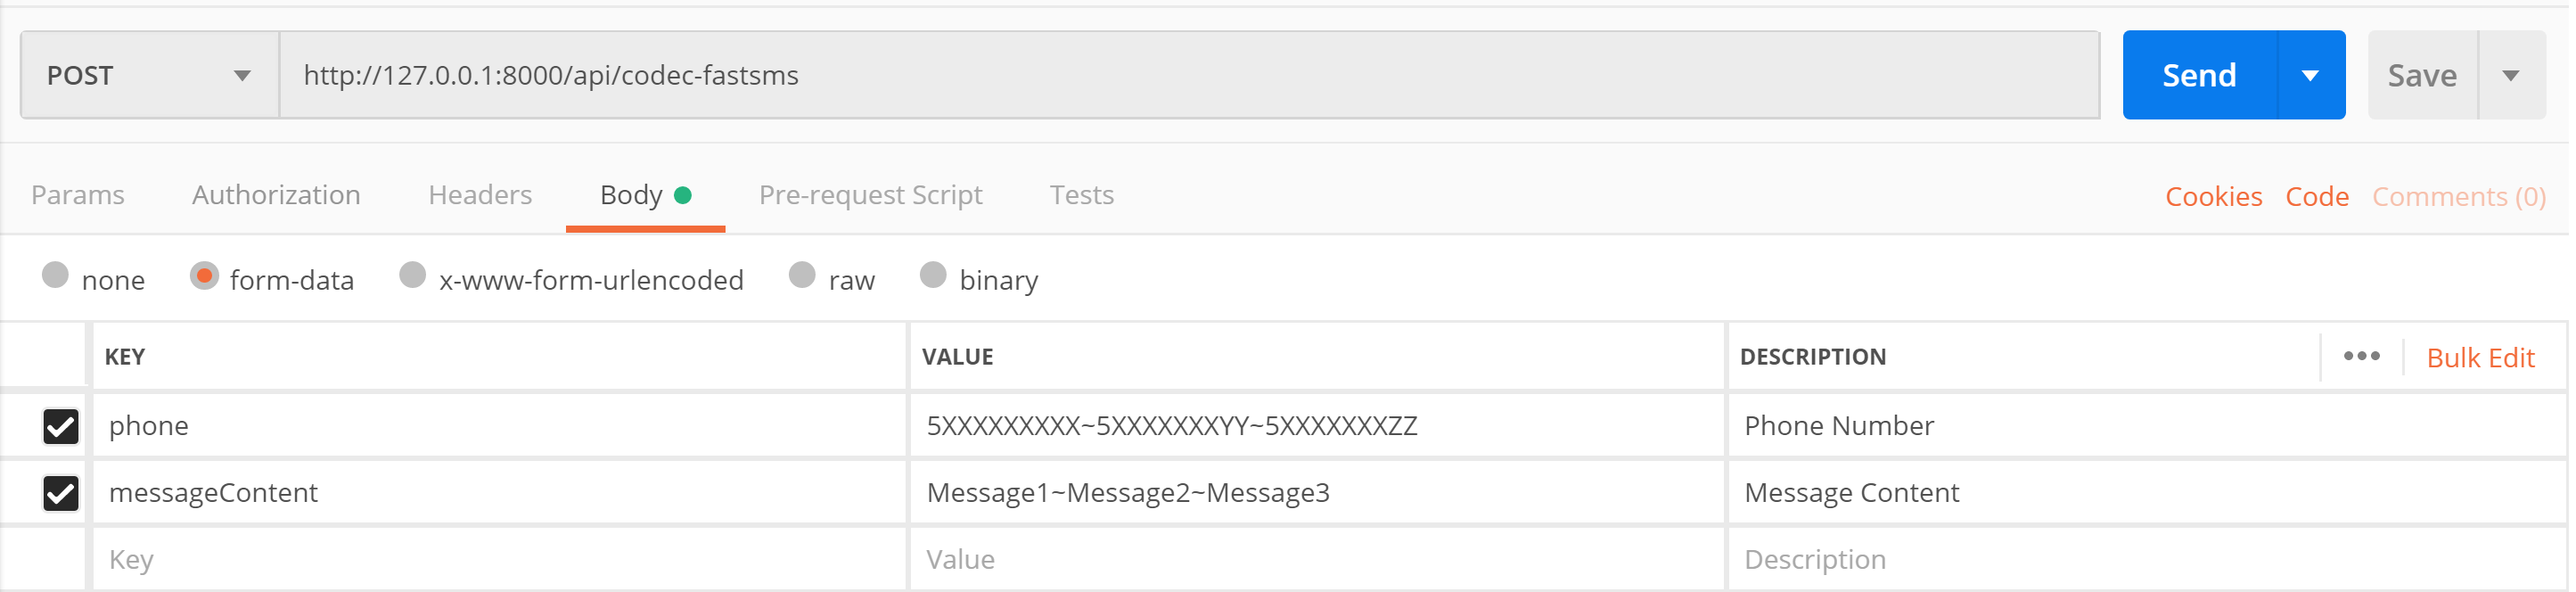 POST http://127.0.0.1:8000/api/codec-fastsms Send Save
Params Authorization Headers Body Pre-request Script Tests Cookies Code Comments (0)
none form-data x-www-form-urlencoded raw binary
KEY VALUE DESCRIPTION ••• Bulk Edit
phone 5XXXXXXXXX~5XXXXXXXYY~5XXXXXXXZZ Phone Number
messageContent Message1~Message2~Message3 Message Content
Key Value Description